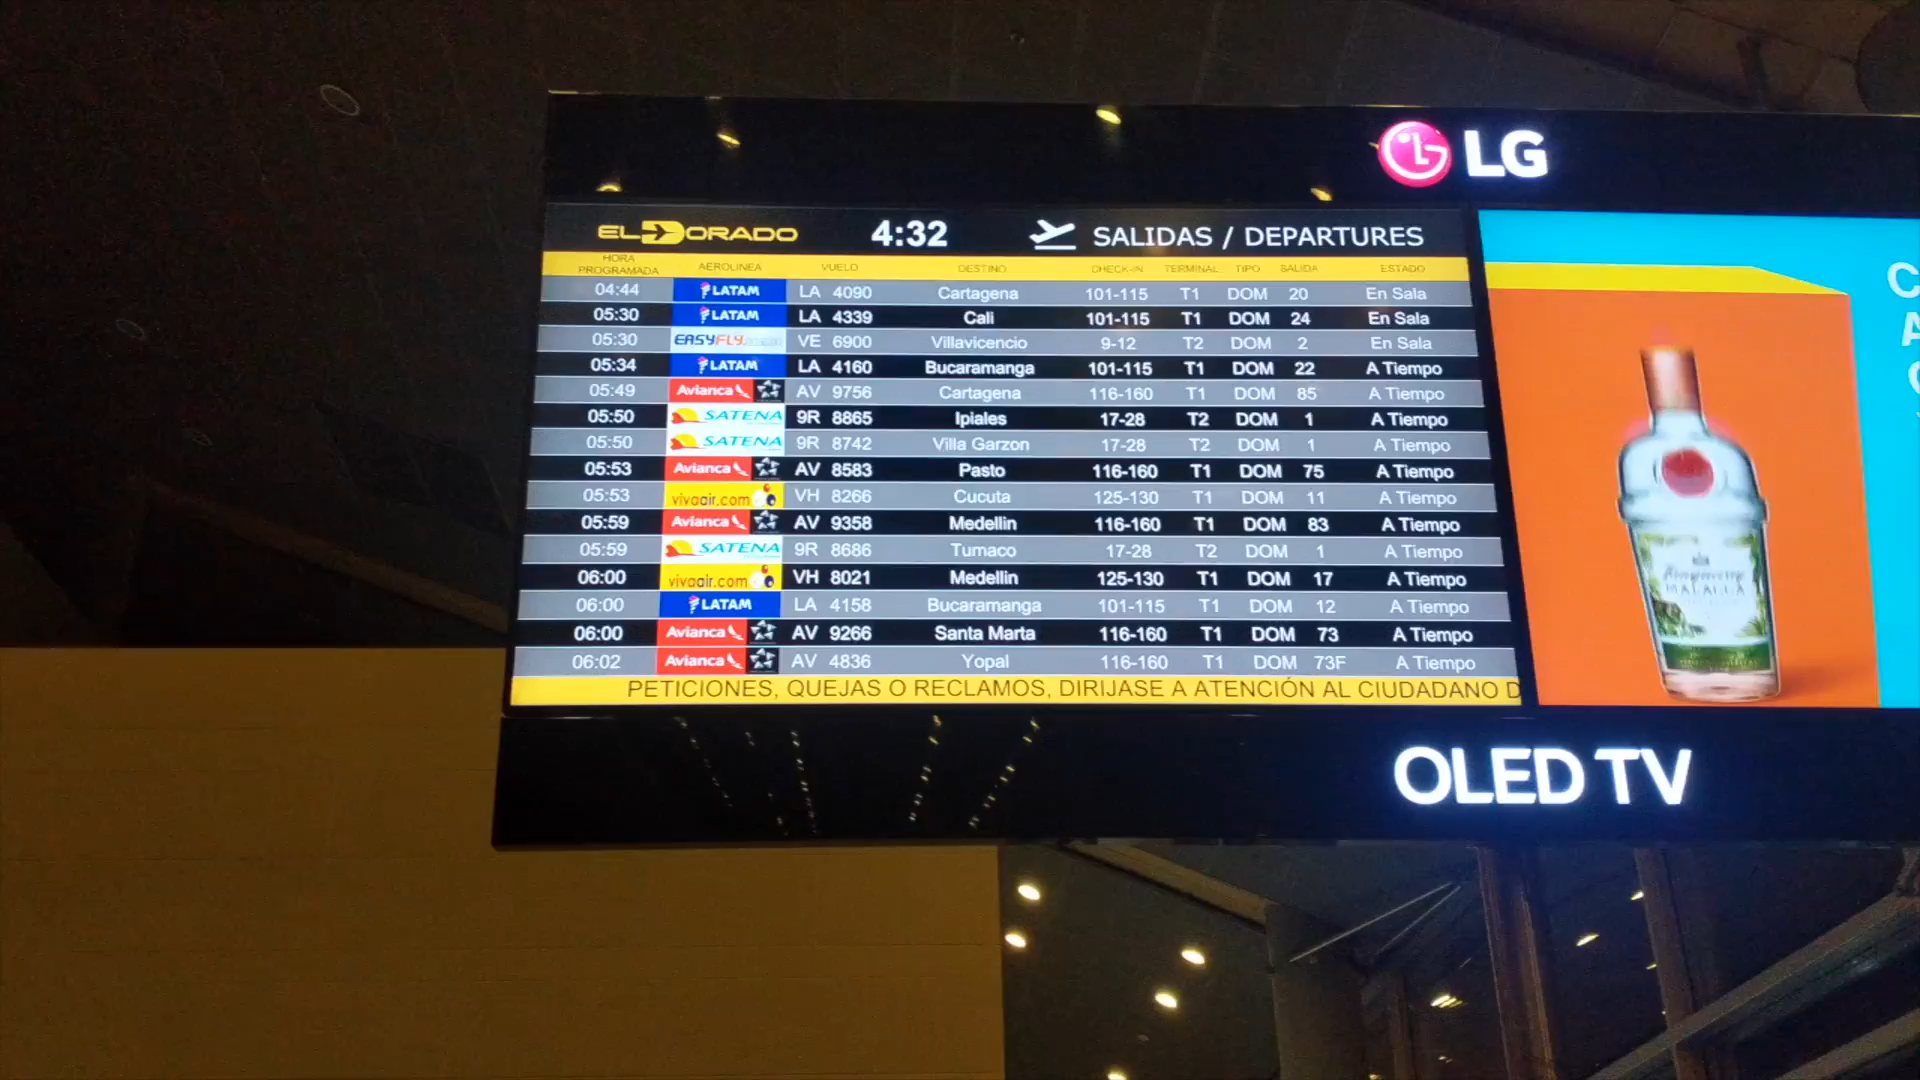 LG
EL DORADO 4:32 SALIDAS / DEPARTURES
HORA PROGRAMADA AEROLINEA VUELO DESTINO CHECK-IN TERMINAL TIPO SALIDA ESTADO
04:44 LATAM LA 4090 Cartagena 101-115 T1 DOM 20 En Sala
05:30 LATAM LA 4339 Cali 101-115 T1 DOM 24 En Sala
05:30 EASYFLY VE 6900 Villavicencio 9-12 T2 DOM 2 En Sala
05:34 LATAM LA 4160 Bucaramanga 101-115 T1 DOM 22 A Tiempo
05:49 Avianca AV 9756 Cartagena 116-160 T1 DOM 85 A Tiempo
05:50 SATENA 9R 8865 Ipiales 17-28 T2 DOM 1 A Tiempo
05:50 SATENA 9R 8742 Villa Garzon 17-28 T2 DOM 1 A Tiempo
05:53 Avianca AV 8583 Pasto 116-160 T1 DOM 75 A Tiempo
05:53 vivaair.com VH 8266 Cucuta 125-130 T1 DOM 11 A Tiempo
05:59 Avianca AV 9358 Medellin 116-160 T1 DOM 83 A Tiempo
05:59 SATENA 9R 8686 Tumaco 17-28 T2 DOM 1 A Tiempo
06:00 vivaair.com VH 8021 Medellin 125-130 T1 DOM 17 A Tiempo
06:00 LATAM LA 4158 Bucaramanga 101-115 T1 DOM 12 A Tiempo
06:00 Avianca AV 9266 Santa Marta 116-160 T1 DOM 73 A Tiempo
06:02 Avianca AV 4836 Yopal 116-160 T1 DOM 73F A Tiempo
PETICIONES, QUEJAS O RECLAMOS, DIRIJASE A ATENCIÓN AL CIUDADANO D
MALACCA
OLED TV